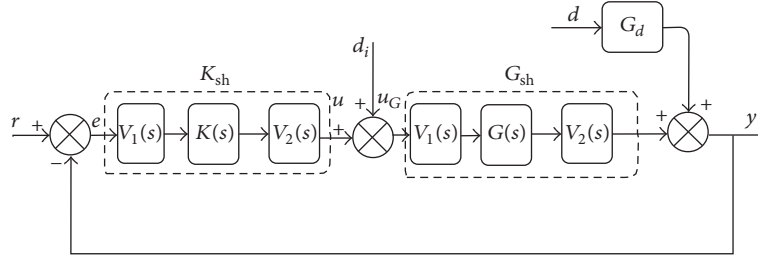 d
G_d
d_i
K_sh
G_sh
r + e V_1(s) K(s) V_2(s) u + + u_G V_1(s) G(s) V_2(s) + + y
−